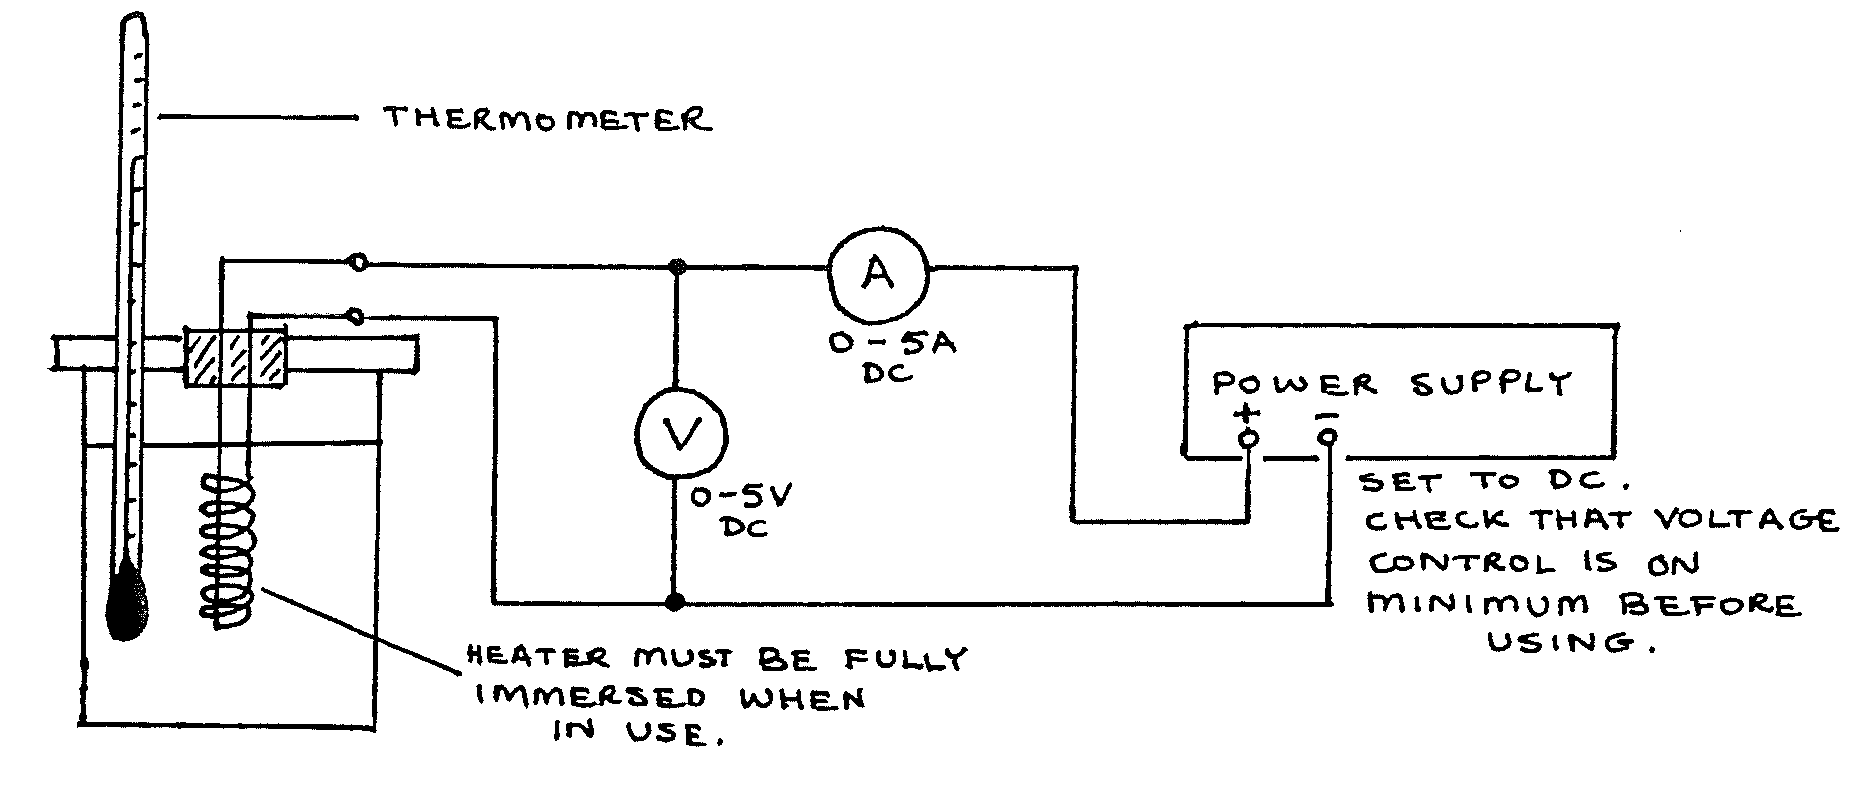 THERMOMETER
A
0-5A
DC
POWER SUPPLY
+ -
V
0-5V
DC
SET TO DC.
CHECK THAT VOLTAGE
CONTROL IS ON
MINIMUM BEFORE
USING.
HEATER MUST BE FULLY
IMMERSED WHEN
IN USE.